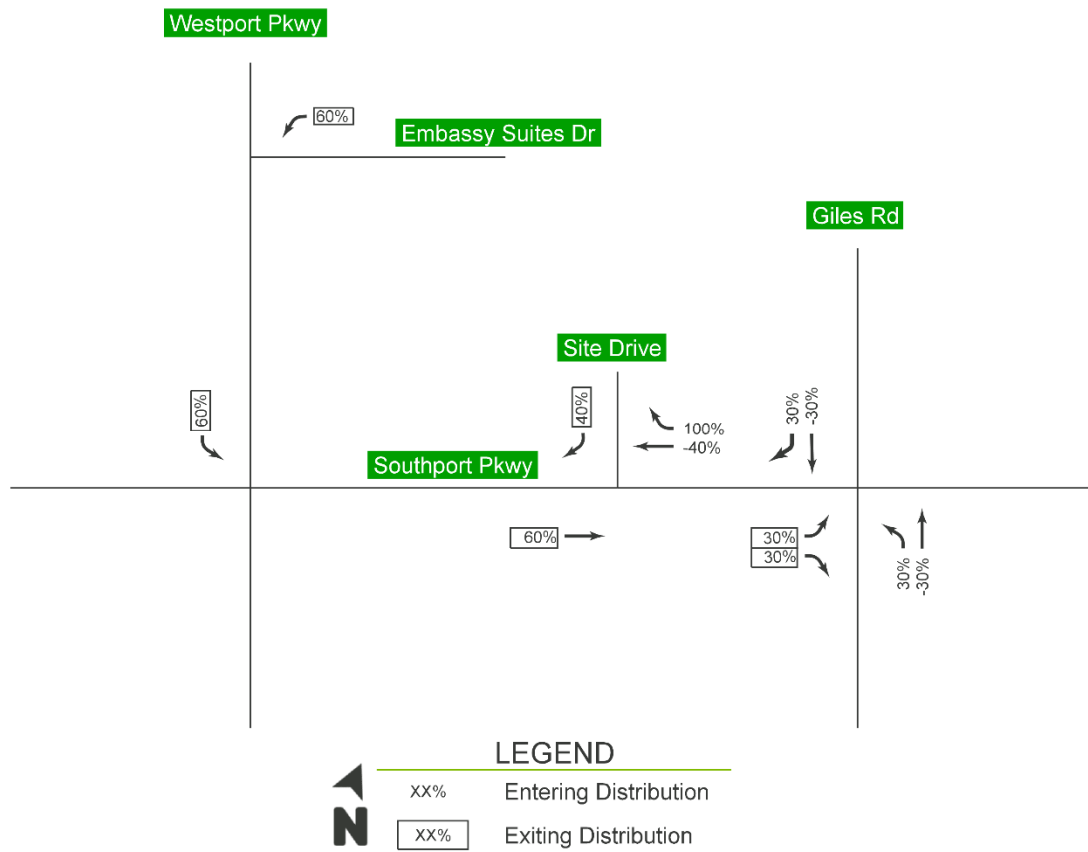 Westport Pkwy
60%
Embassy Suites Dr
Giles Rd
Site Drive
60%
40%
30%
-30%
100%
-40%
Southport Pkwy
60%
30%
30%
30%
-30%
LEGEND
XX% Entering Distribution
N
XX% Exiting Distribution